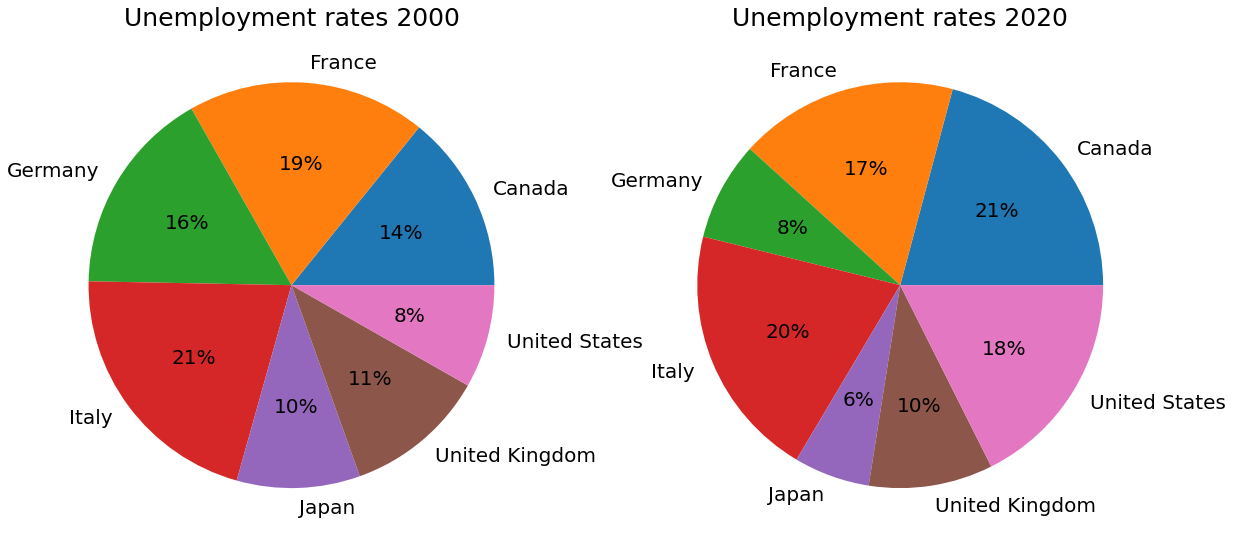 Unemployment rates 2000
France
Germany
Canada
19%
16%
14%
21%
8%
10%
11%
United States
Italy
United Kingdom
Japan
Unemployment rates 2020
France
Canada
Germany
17%
21%
8%
20%
18%
6%
10%
Italy
United States
Japan
United Kingdom